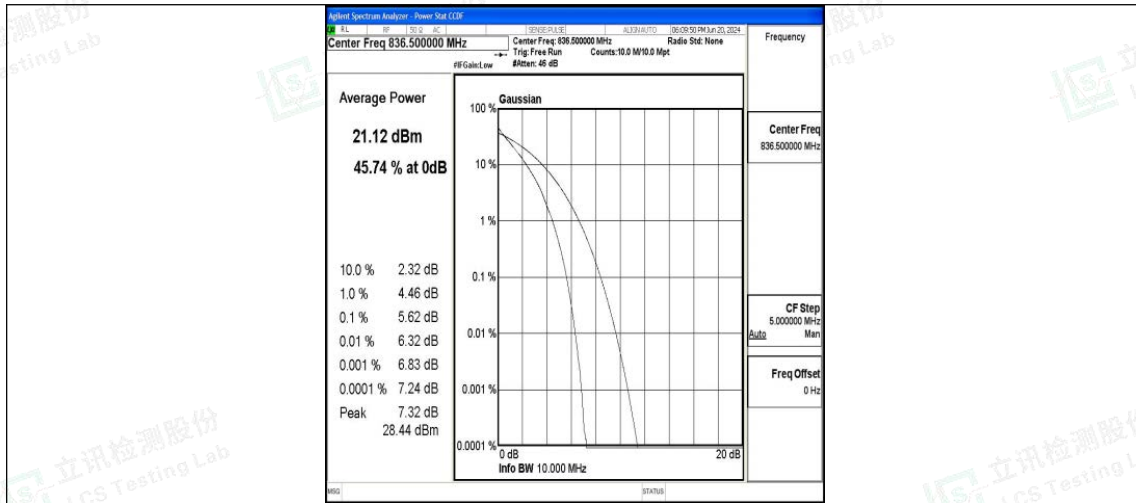 Agilent Spectrum Analyzer - Power Stat CCDF
RL RF 50 Ω AC SENSE:PULSE ALIGN AUTO 06:09:50 PM Jun 20, 2024
Center Freq 836.500000 MHz
Center Freq: 836.500000 MHz
Radio Std: None
Trig: Free Run
Counts:10.0 M/10.0 Mpt
#IFGain:Low
#Atten: 46 dB
Frequency
Average Power
21.12 dBm
45.74 % at 0dB
10.0 % 2.32 dB
1.0 % 4.46 dB
0.1 % 5.62 dB
0.01 % 6.32 dB
0.001 % 6.83 dB
0.0001 % 7.24 dB
Peak 7.32 dB
28.44 dBm
Gaussian
100 %
10 %
1 %
0.1 %
0.01 %
0.001 %
0.0001 %
0 dB
20 dB
Info BW 10.000 MHz
Center Freq
836.500000 MHz
CF Step
5.000000 MHz
Auto Man
Freq Offset
0 Hz
MSG
STATUS
立讯检测股份
LCS Testing Lab
立讯检测股份